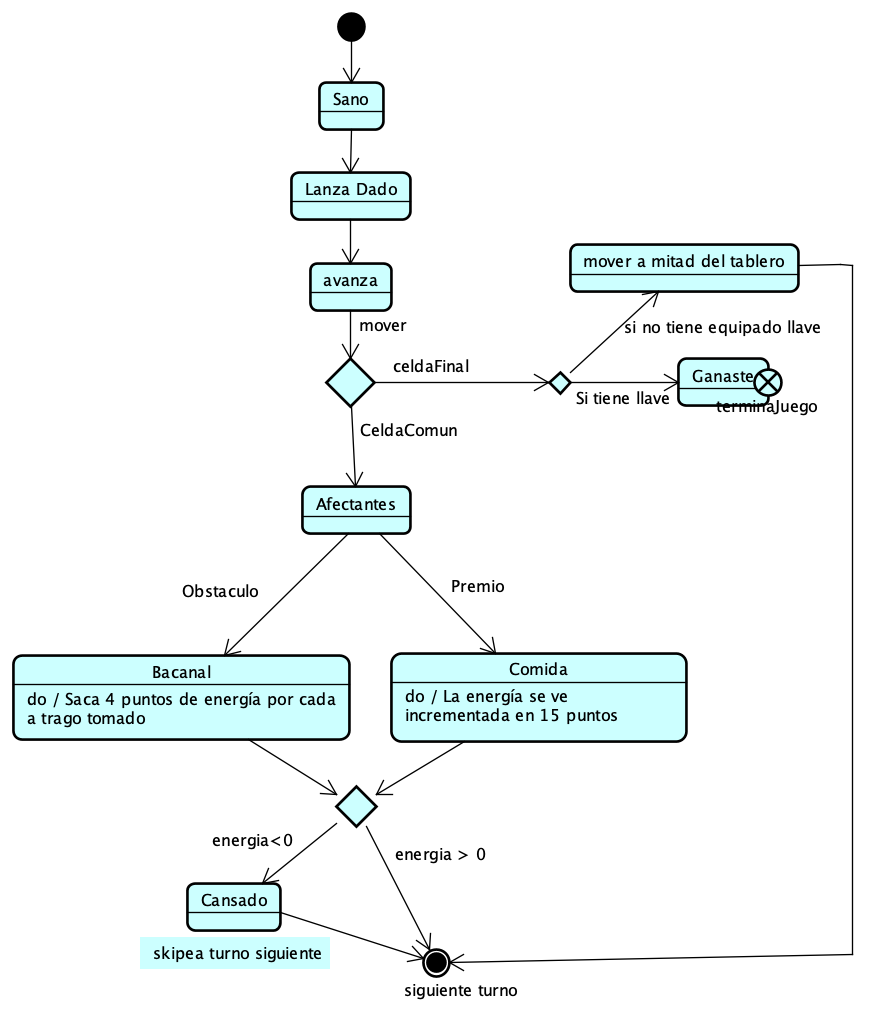 Sano
Lanza Dado
avanza
mover
mover a mitad del tablero
si no tiene equipado llave
celdaFinal
Si tiene llave
Ganaste
terminaJuego
CeldaComun
Afectantes
Obstaculo
Premio
Bacanal
do / Saca 4 puntos de energía por cada
a trago tomado
Comida
do / La energía se ve
incrementada en 15 puntos
energia<0
energia > 0
Cansado
skipea turno siguiente
siguiente turno